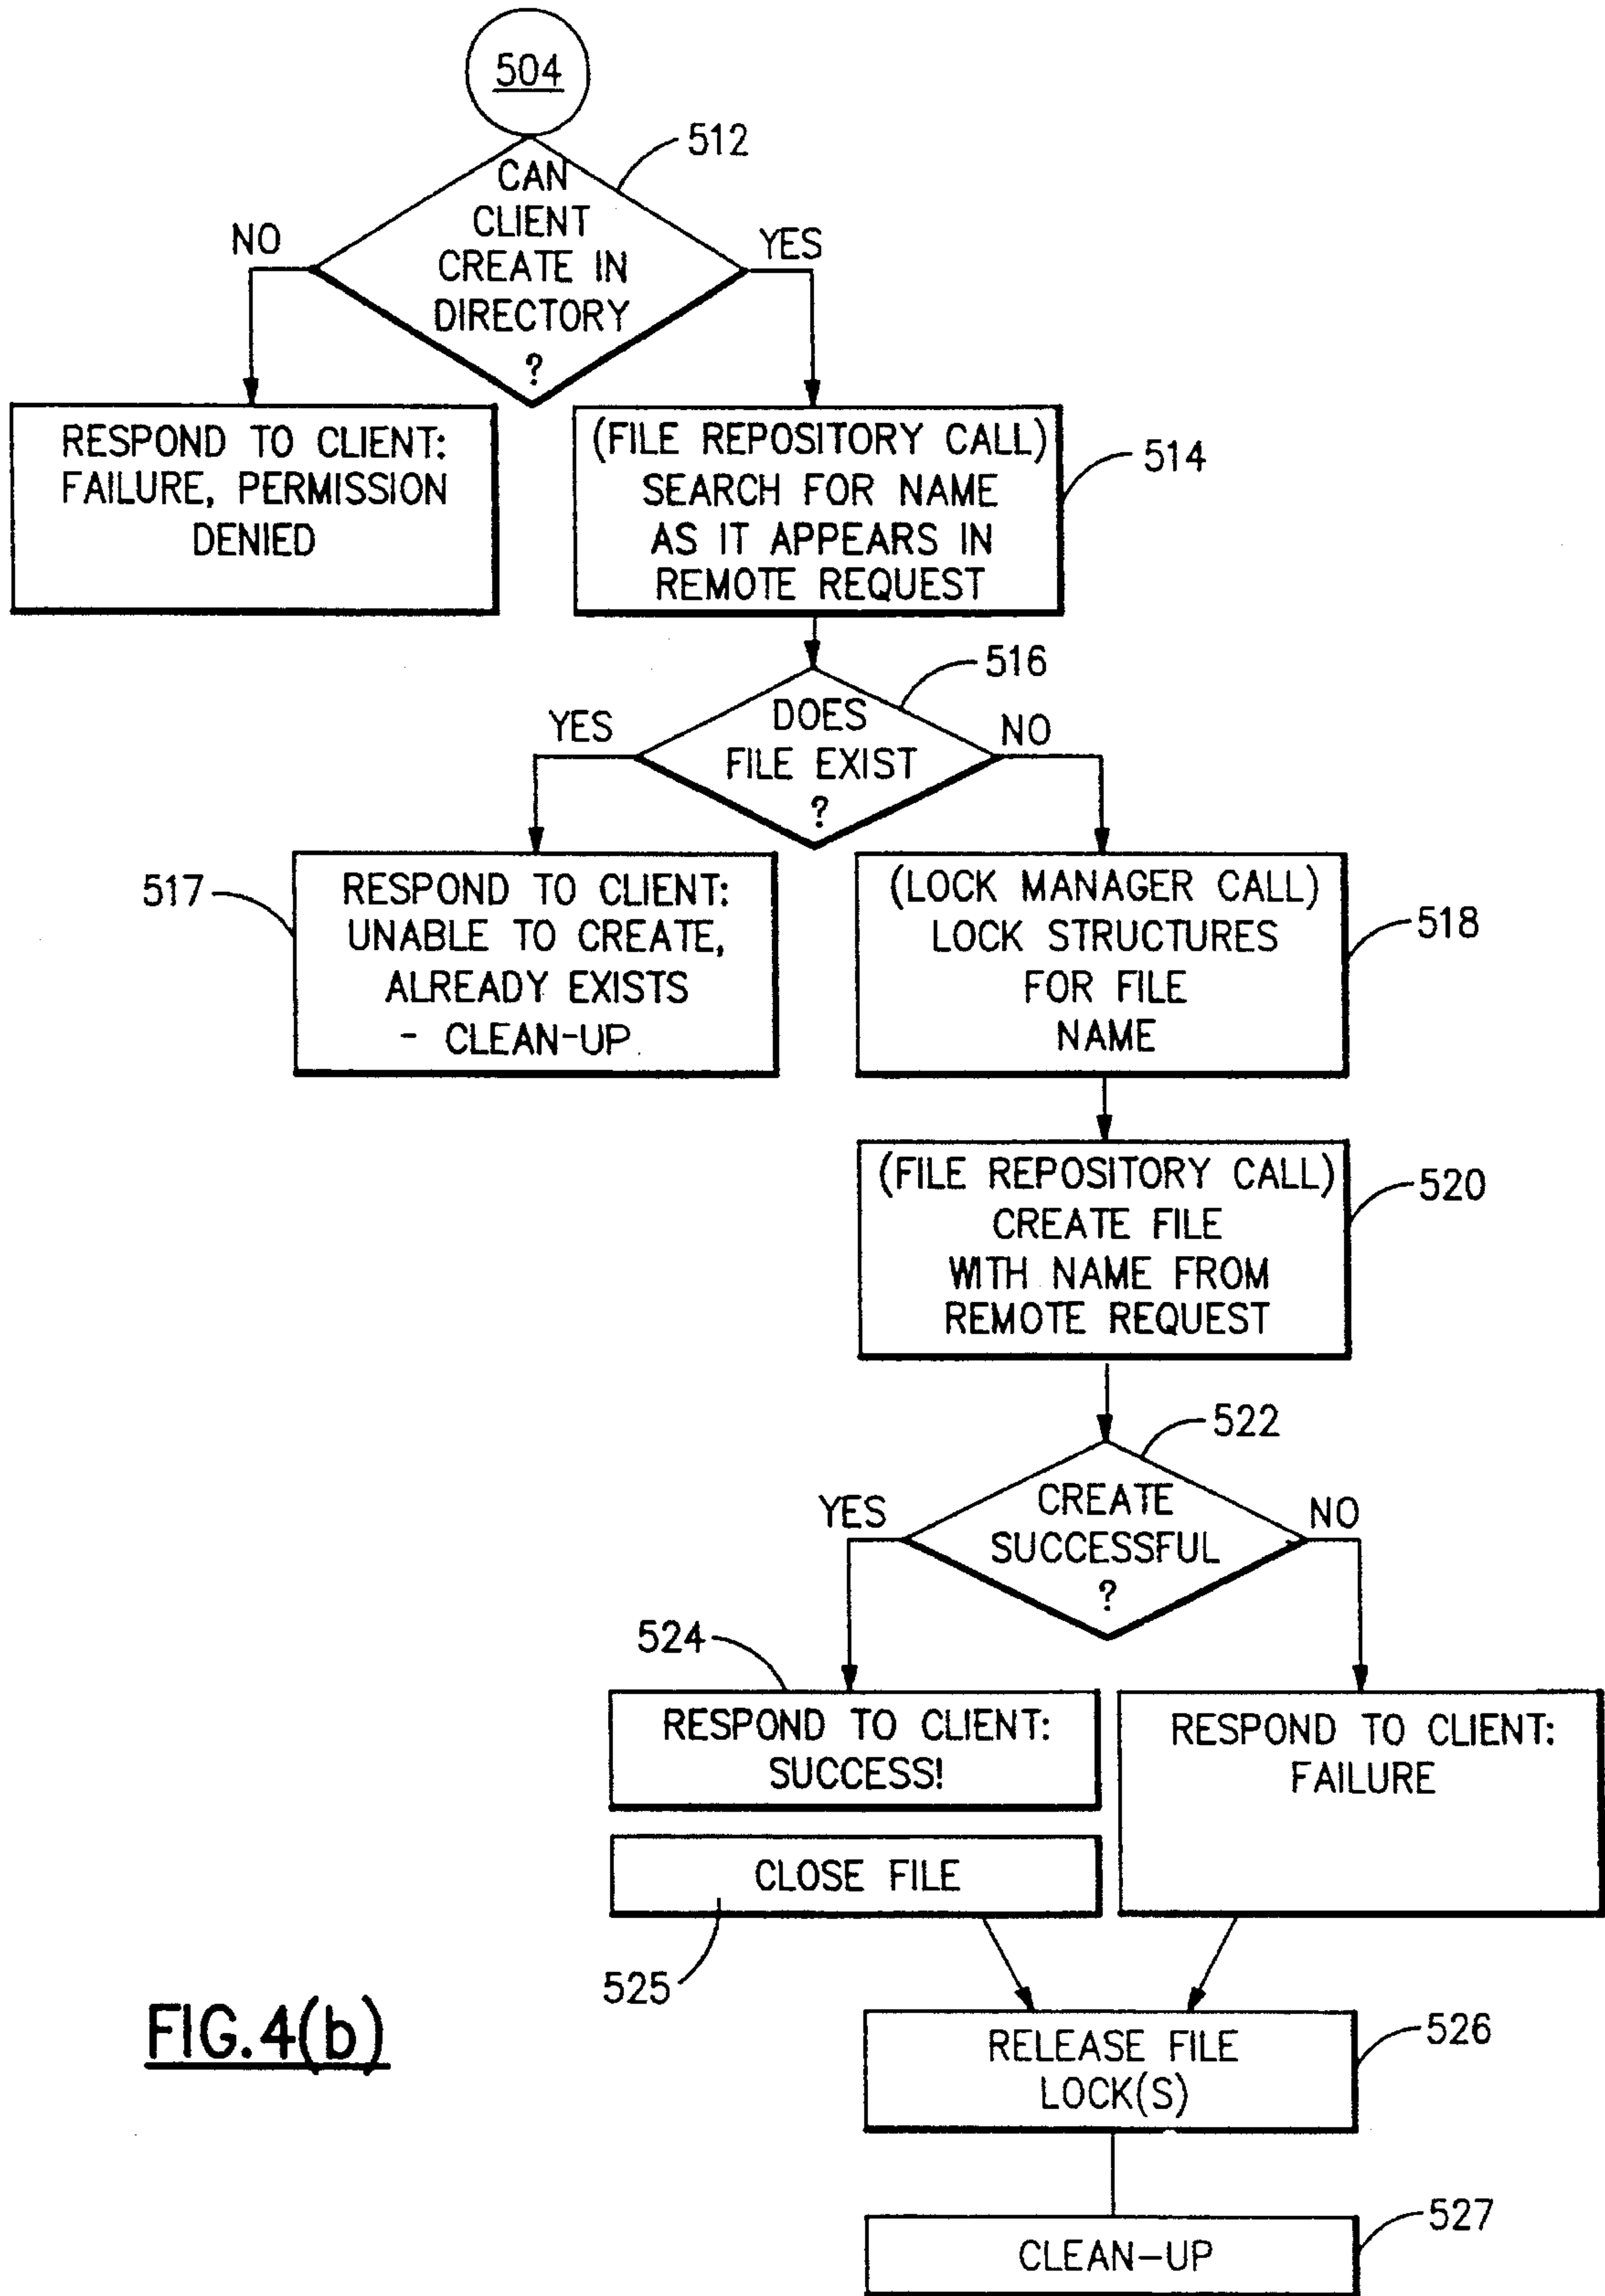 504
512
CAN
CLIENT
CREATE IN
DIRECTORY
?
NO
YES
RESPOND TO CLIENT:
FAILURE, PERMISSION
DENIED
(FILE REPOSITORY CALL)
SEARCH FOR NAME
AS IT APPEARS IN
REMOTE REQUEST
514
516
DOES
FILE EXIST
?
YES
NO
517
RESPOND TO CLIENT:
UNABLE TO CREATE,
ALREADY EXISTS
- CLEAN-UP
(LOCK MANAGER CALL)
LOCK STRUCTURES
FOR FILE
NAME
518
(FILE REPOSITORY CALL)
CREATE FILE
WITH NAME FROM
REMOTE REQUEST
520
522
CREATE
SUCCESSFUL
?
YES
NO
524
RESPOND TO CLIENT:
SUCCESS!
RESPOND TO CLIENT:
FAILURE
CLOSE FILE
525
RELEASE FILE
LOCK(S)
526
CLEAN-UP
527
FIG.4(b)